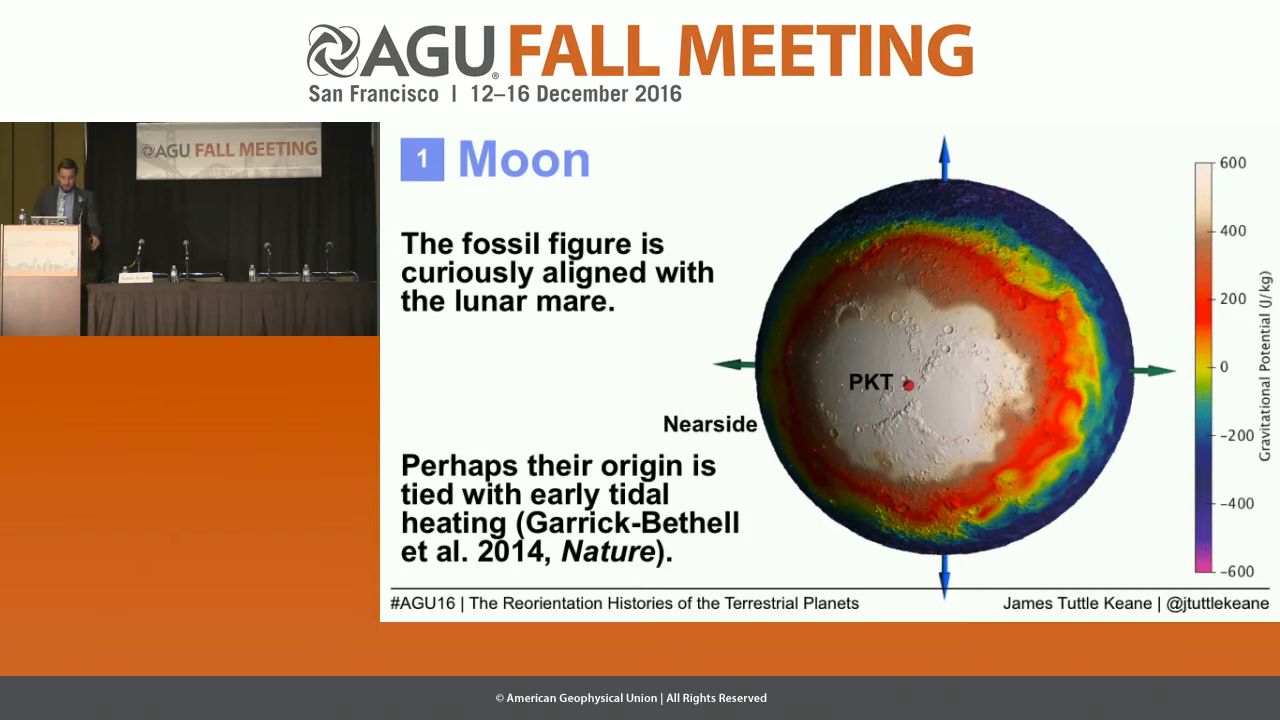 AGU FALL MEETING
San Francisco | 12–16 December 2016
AGU FALL MEETING
1 Moon
The fossil figure is
curiously aligned with
the lunar mare.
PKT
Nearside
Perhaps their origin is
tied with early tidal
heating (Garrick-Bethell
et al. 2014, Nature).
600
400
200
0
−200
−400
−600
Gravitational Potential (J/kg)
#AGU16 | The Reorientation Histories of the Terrestrial Planets
James Tuttle Keane | @jtuttlekeane
© American Geophysical Union | All Rights Reserved